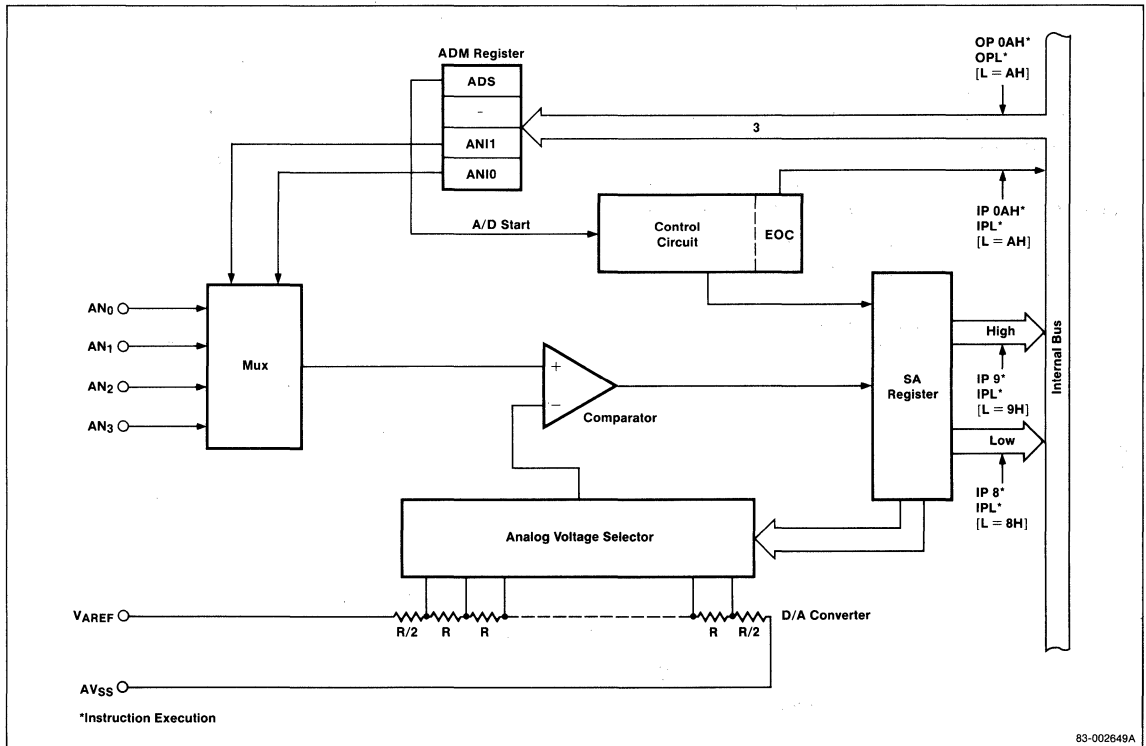 ADM Register
ADS
-
ANI1
ANI0
OP 0AH*
OPL*
[L = AH]
3
A/D Start
Control
Circuit
EOC
IP 0AH*
IPL*
[L = AH]
AN0
AN1
AN2
AN3
Mux
+
−
Comparator
SA
Register
High
IP 9*
IPL*
[L = 9H]
Low
IP 8*
IPL*
[L = 8H]
Internal Bus
Analog Voltage Selector
VAREF
R/2
R
R
R
R/2
D/A Converter
AVSS
*Instruction Execution
83-002649A